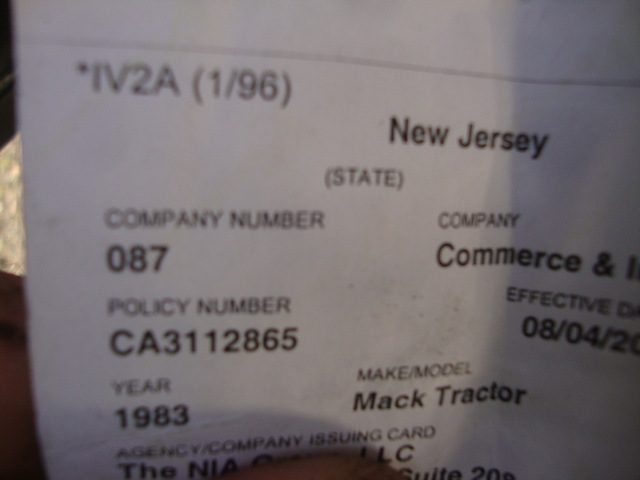 *IV2A (1/96)
New Jersey
(STATE)
COMPANY NUMBER COMPANY
087 Commerce &
POLICY NUMBER EFFECTIVE
CA3112865 08/04/20
YEAR MAKE/MODEL
1983 Mack Tractor
AGENCY/COMPANY ISSUING CARD
The NIA LLC
Suite